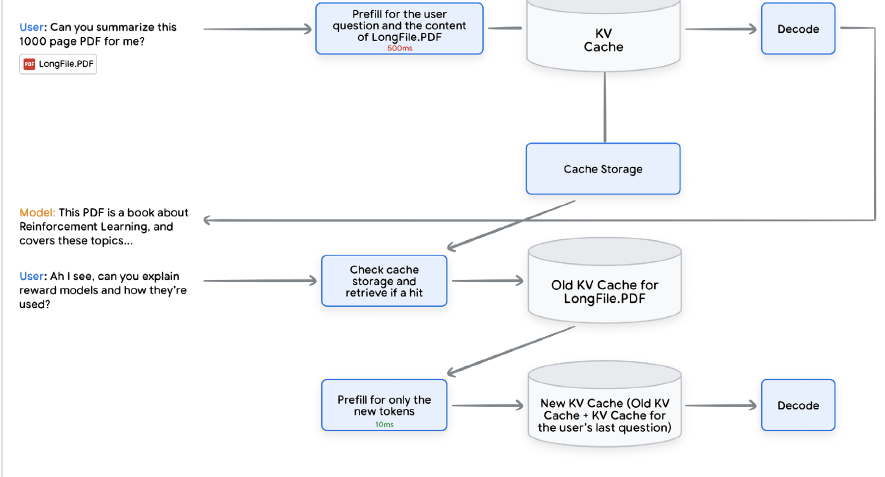 User: Can you summarize this
1000 page PDF for me?
PDF LongFile.PDF
Prefill for the user
question and the content
of LongFile.PDF
500ms
KV
Cache
Decode
Cache Storage
Model: This PDF is a book about
Reinforcement Learning, and
covers these topics...
User: Ah I see, can you explain
reward models and how they're
used?
Check cache
storage and
retrieve if a hit
Old KV Cache for
LongFile.PDF
Prefill for only the
new tokens
10ms
New KV Cache (Old KV
Cache + KV Cache for
the user's last question)
Decode